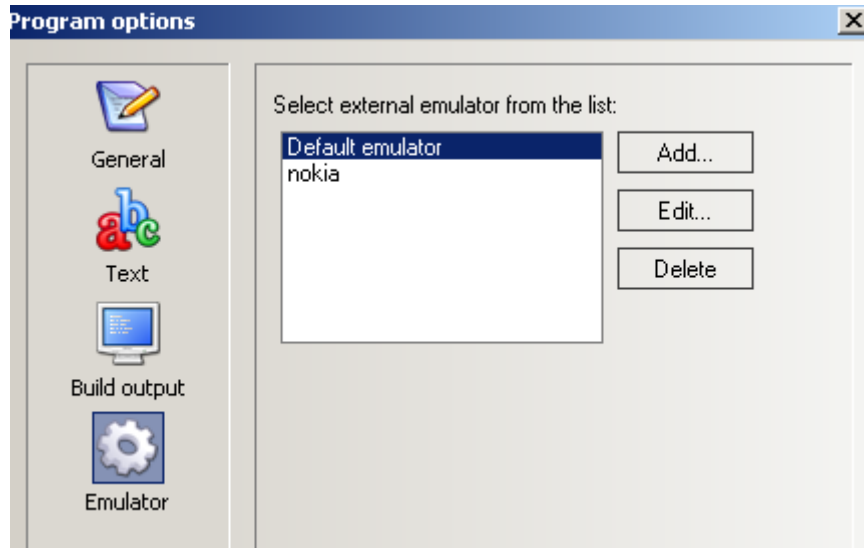 Program options
General
Text
Build output
Emulator
Select external emulator from the list:
Default emulator
nokia
Add...
Edit...
Delete